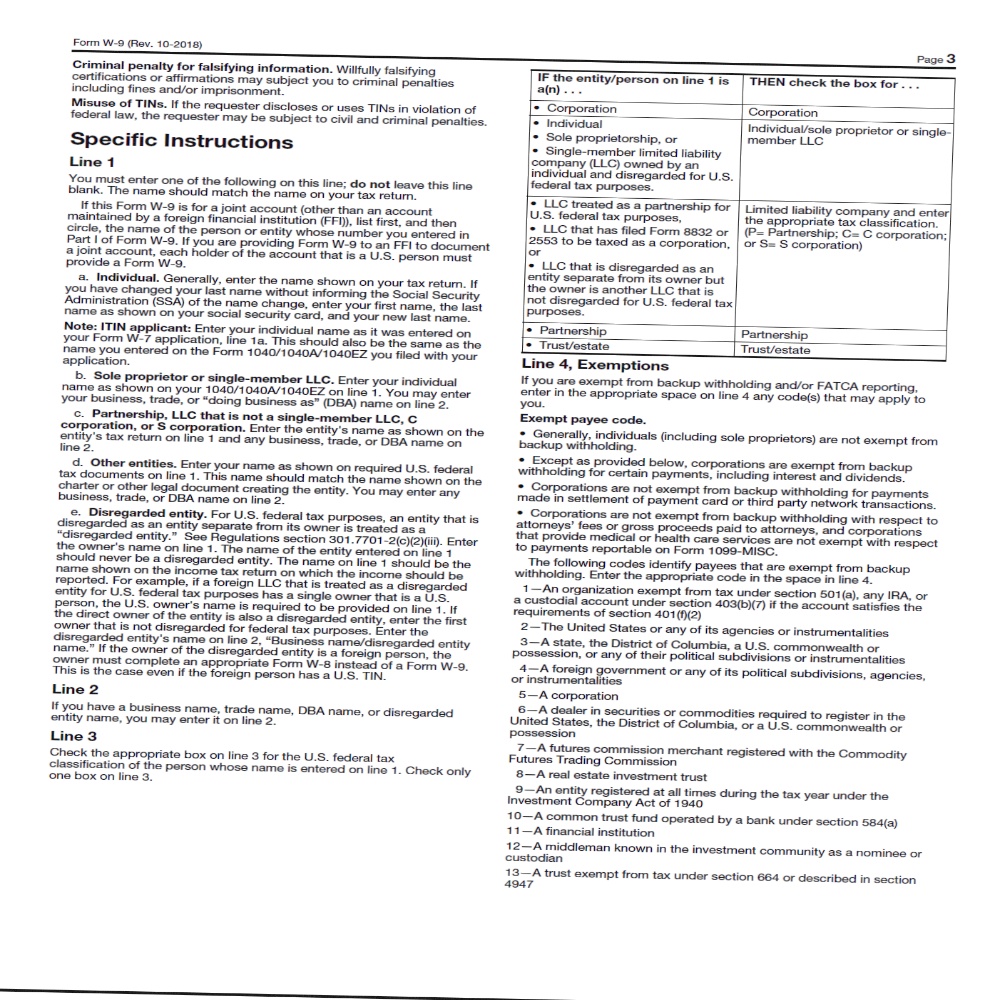 Form W-9 (Rev. 10-2018)
Page 3
Criminal penalty for falsifying information. Willfully falsifying
certifications or affirmations may subject you to criminal penalties
including fines and/or imprisonment.
Misuse of TINs. If the requester discloses or uses TINs in violation of
federal law, the requester may be subject to civil and criminal penalties.
Specific Instructions
Line 1
You must enter one of the following on this line; do not leave this line
blank. The name should match the name on your tax return.
If this Form W-9 is for a joint account (other than an account
maintained by a foreign financial institution (FFI)), list first, and then
circle, the name of the person or entity whose number you entered in
Part I of Form W-9. If you are providing Form W-9 to an FFI to document
a joint account, each holder of the account that is a U.S. person must
provide a Form W-9.
a. Individual. Generally, enter the name shown on your tax return. If
you have changed your last name without informing the Social Security
Administration (SSA) of the name change, enter your first name, the last
name as shown on your social security card, and your new last name.
Note: ITIN applicant: Enter your individual name as it was entered on
your Form W-7 application, line 1a. This should also be the same as the
name you entered on the Form 1040/1040A/1040EZ you filed with your
application.
b. Sole proprietor or single-member LLC. Enter your individual
name as shown on your 1040/1040A/1040EZ on line 1. You may enter
your business, trade, or “doing business as” (DBA) name on line 2.
c. Partnership, LLC that is not a single-member LLC, C
corporation, or S corporation. Enter the entity's name as shown on the
entity's tax return on line 1 and any business, trade, or DBA name on
line 2.
d. Other entities. Enter your name as shown on required U.S. federal
tax documents on line 1. This name should match the name shown on the
charter or other legal document creating the entity. You may enter any
business, trade, or DBA name on line 2.
e. Disregarded entity. For U.S. federal tax purposes, an entity that is
disregarded as an entity separate from its owner is treated as a
“disregarded entity.” See Regulations section 301.7701-2(c)(2)(iii). Enter
the owner's name on line 1. The name of the entity entered on line 1
should never be a disregarded entity. The name on line 1 should be the
name shown on the income tax return on which the income should be
reported. For example, if a foreign LLC that is treated as a disregarded
entity for U.S. federal tax purposes has a single owner that is a U.S.
person, the U.S. owner's name is required to be provided on line 1. If
the direct owner of the entity is also a disregarded entity, enter the first
owner that is not disregarded for federal tax purposes. Enter the
disregarded entity's name on line 2, “Business name/disregarded entity
name.” If the owner of the disregarded entity is a foreign person, the
owner must complete an appropriate Form W-8 instead of a Form W-9.
This is the case even if the foreign person has a U.S. TIN.
Line 2
If you have a business name, trade name, DBA name, or disregarded
entity name, you may enter it on line 2.
Line 3
Check the appropriate box on line 3 for the U.S. federal tax
classification of the person whose name is entered on line 1. Check only
one box on line 3.
IF the entity/person on line 1 is
a(n) . . .
THEN check the box for . . .
• Corporation
Corporation
• Individual
• Sole proprietorship, or
• Single-member limited liability
company (LLC) owned by an
individual and disregarded for U.S.
federal tax purposes.
Individual/sole proprietor or single-
member LLC
• LLC treated as a partnership for
U.S. federal tax purposes,
• LLC that has filed Form 8832 or
2553 to be taxed as a corporation,
or
• LLC that is disregarded as an
entity separate from its owner but
the owner is another LLC that is
not disregarded for U.S. federal tax
purposes.
Limited liability company and enter
the appropriate tax classification.
(P= Partnership; C= C corporation;
or S= S corporation)
• Partnership
Partnership
• Trust/estate
Trust/estate
Line 4, Exemptions
If you are exempt from backup withholding and/or FATCA reporting,
enter in the appropriate space on line 4 any code(s) that may apply to
you.
Exempt payee code.
• Generally, individuals (including sole proprietors) are not exempt from
backup withholding.
• Except as provided below, corporations are exempt from backup
withholding for certain payments, including interest and dividends.
• Corporations are not exempt from backup withholding for payments
made in settlement of payment card or third party network transactions.
• Corporations are not exempt from backup withholding with respect to
attorneys' fees or gross proceeds paid to attorneys, and corporations
that provide medical or health care services are not exempt with respect
to payments reportable on Form 1099-MISC.
The following codes identify payees that are exempt from backup
withholding. Enter the appropriate code in the space in line 4.
1—An organization exempt from tax under section 501(a), any IRA, or
a custodial account under section 403(b)(7) if the account satisfies the
requirements of section 401(f)(2)
2—The United States or any of its agencies or instrumentalities
3—A state, the District of Columbia, a U.S. commonwealth or
possession, or any of their political subdivisions or instrumentalities
4—A foreign government or any of its political subdivisions, agencies,
or instrumentalities
5—A corporation
6—A dealer in securities or commodities required to register in the
United States, the District of Columbia, or a U.S. commonwealth or
possession
7—A futures commission merchant registered with the Commodity
Futures Trading Commission
8—A real estate investment trust
9—An entity registered at all times during the tax year under the
Investment Company Act of 1940
10—A common trust fund operated by a bank under section 584(a)
11—A financial institution
12—A middleman known in the investment community as a nominee or
custodian
13—A trust exempt from tax under section 664 or described in section
4947